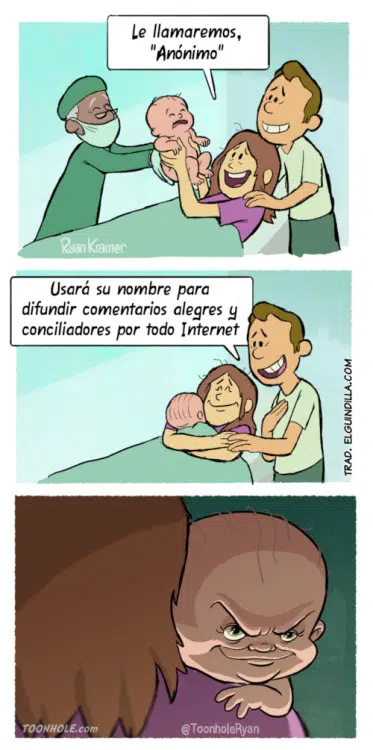 Le llamaremos,
"Anónimo"
Ryan Kramer
Usará su nombre para
difundir comentarios alegres y
conciliadores por todo Internet
TRAD. ELGUINDILLA.COM
TOONHOLE.com
@ToonholeRyan